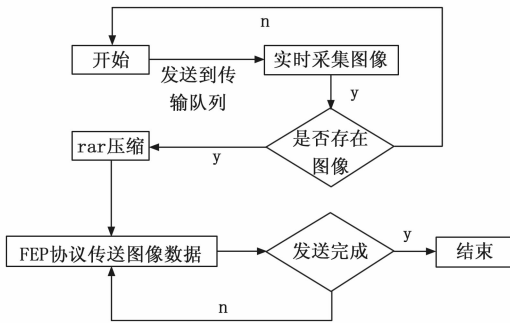 n
开始
实时采集图像
发送到传
输队列
y
是否存在
图像
rar压缩
y
FEP协议传送图像数据
发送完成
y
结束
n